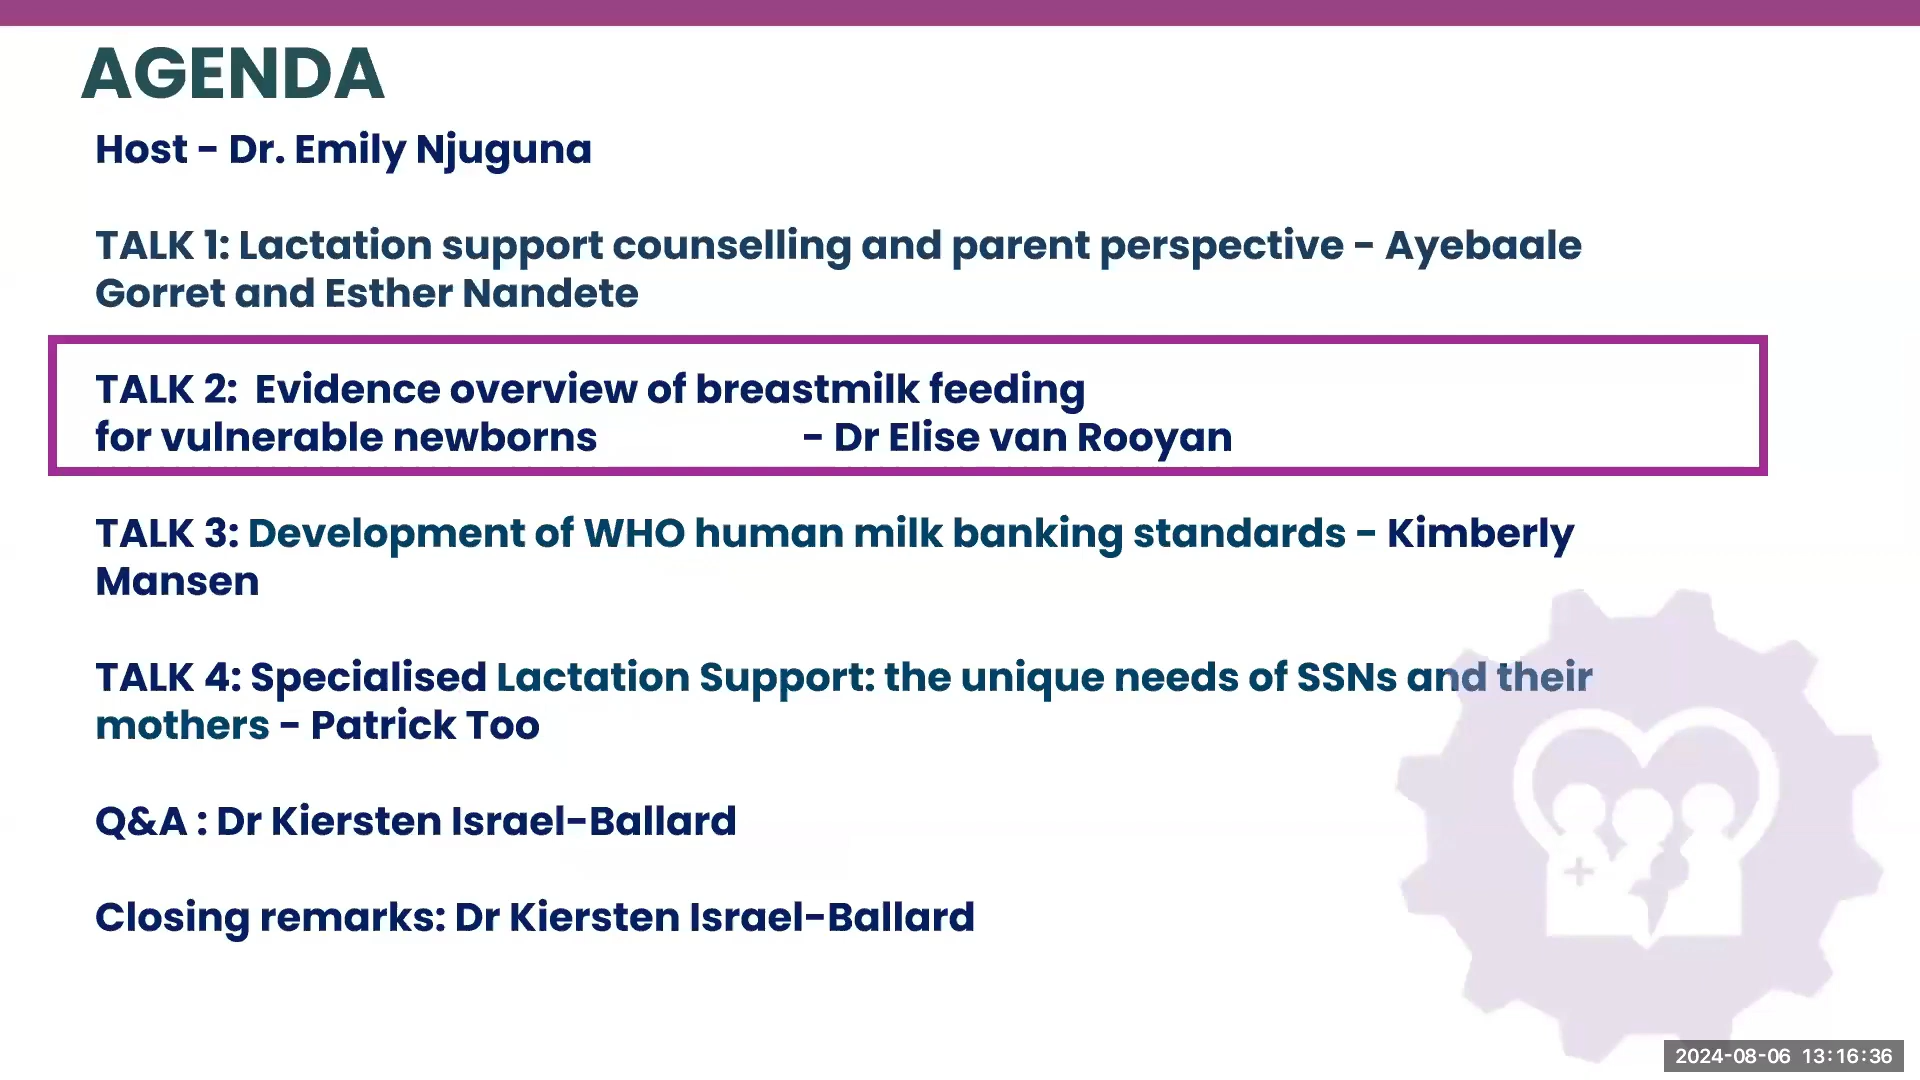 AGENDA
Host - Dr. Emily Njuguna
TALK 1: Lactation support counselling and parent perspective - Ayebaale
Gorret and Esther Nandete
TALK 2: Evidence overview of breastmilk feeding
for vulnerable newborns - Dr Elise van Rooyan
TALK 3: Development of WHO human milk banking standards - Kimberly
Mansen
TALK 4: Specialised Lactation Support: the unique needs of SSNs and their
mothers - Patrick Too
Q&A : Dr Kiersten Israel-Ballard
Closing remarks: Dr Kiersten Israel-Ballard
2024-08-06 13:16:36